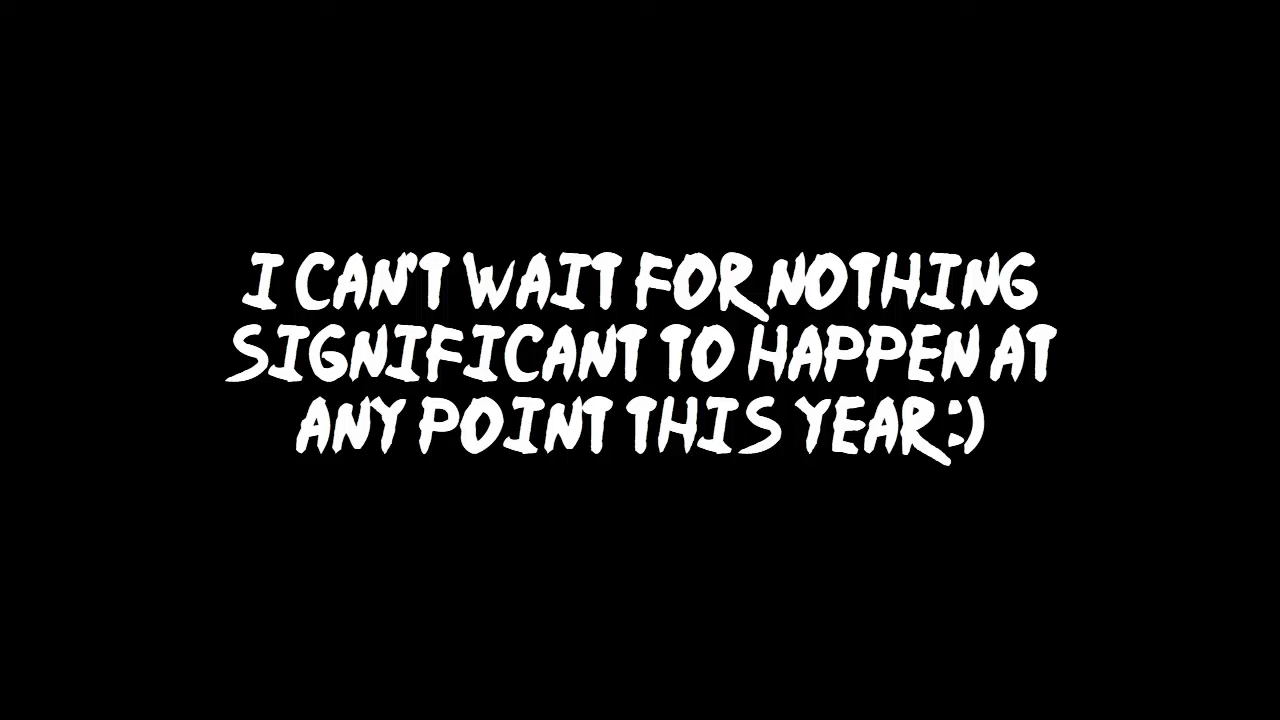 I CAN'T WAIT FOR NOTHING
SIGNIFICANT TO HAPPEN AT
ANY POINT THIS YEAR :)